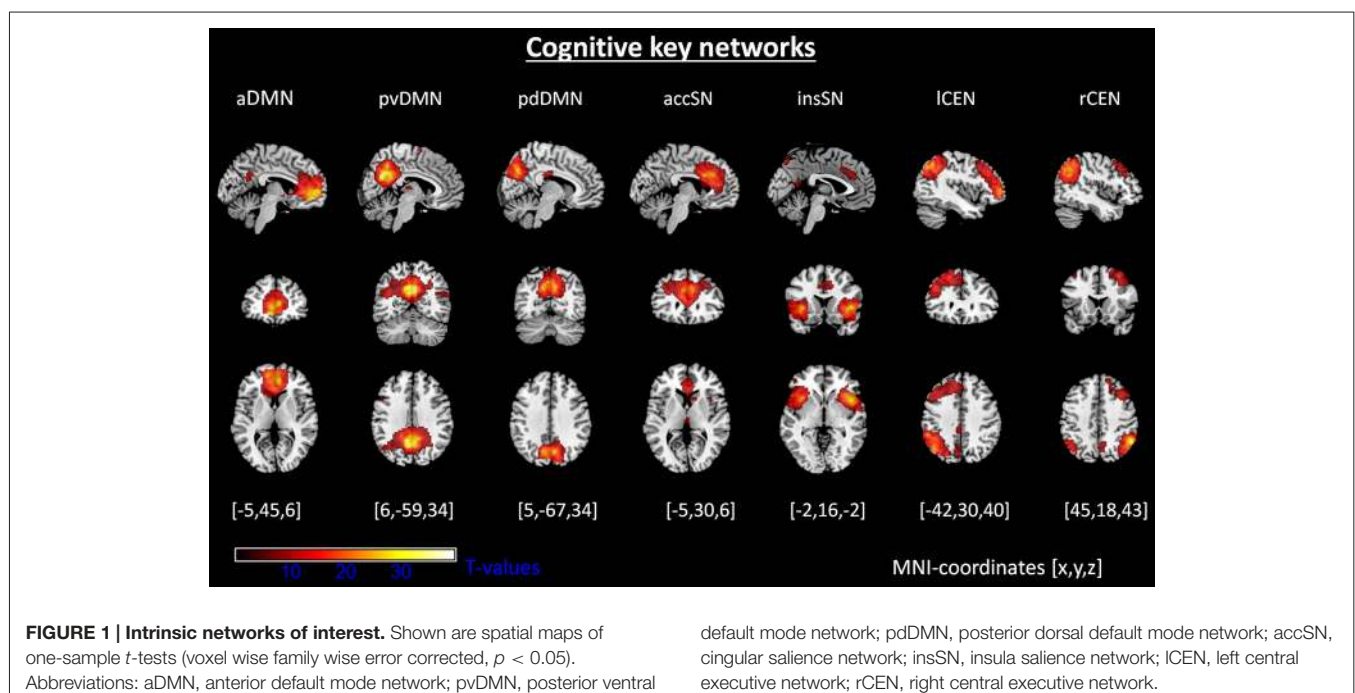 Cognitive key networks
aDMN pvDMN pdDMN accSN insSN lCEN rCEN
[-5,45,6] [6,-59,34] [5,-67,34] [-5,30,6] [-2,16,-2] [-42,30,40] [45,18,43]
10 20 30 T-values
MNI-coordinates [x,y,z]
FIGURE 1 | Intrinsic networks of interest. Shown are spatial maps of
one-sample t-tests (voxel wise family wise error corrected, p < 0.05).
Abbreviations: aDMN, anterior default mode network; pvDMN, posterior ventral
default mode network; pdDMN, posterior dorsal default mode network; accSN,
cingular salience network; insSN, insula salience network; lCEN, left central
executive network; rCEN, right central executive network.